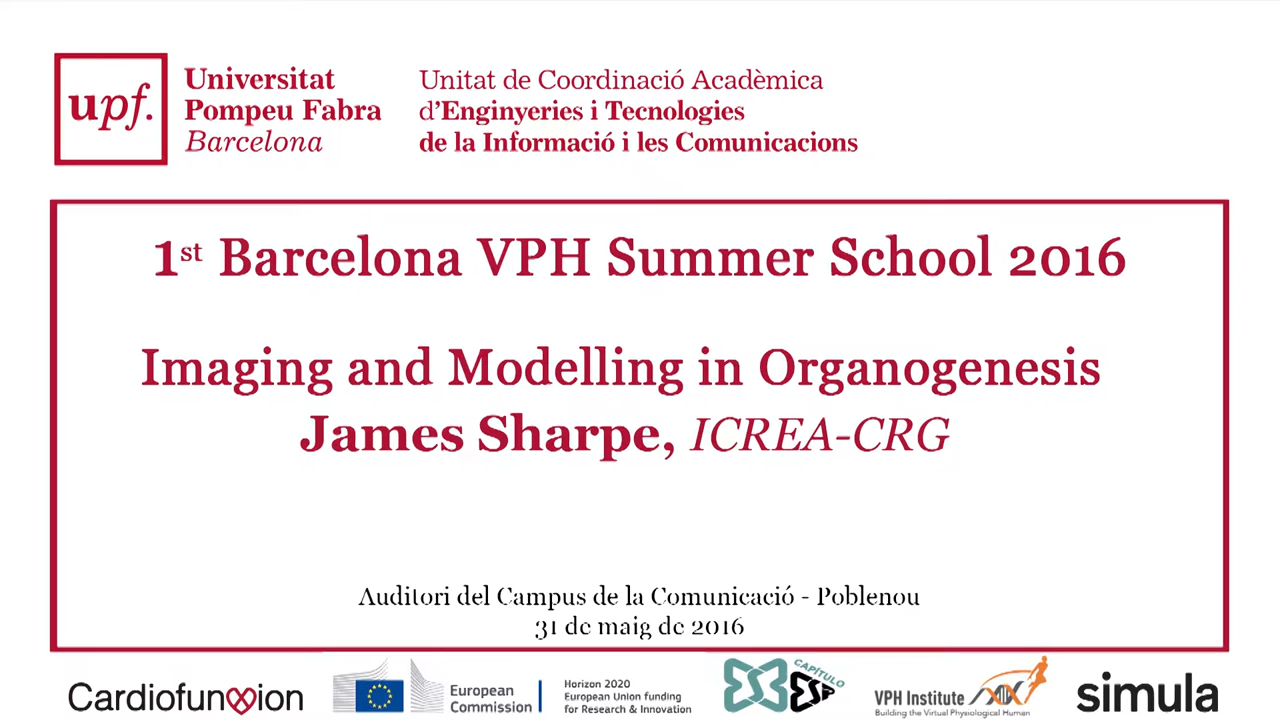 upf.
Universitat
Pompeu Fabra
Barcelona
Unitat de Coordinació Acadèmica
d'Enginyeries i Tecnologies
de la Informació i les Comunicacions
1st Barcelona VPH Summer School 2016
Imaging and Modelling in Organogenesis
James Sharpe, ICREA-CRG
Auditori del Campus de la Comunicació - Poblenou
31 de maig de 2016
Cardiofunxion
European
Commission
Horizon 2020
European Union funding
for Research & Innovation
CAPÍTULO
ESP
VPH Institute
Building the Virtual Physiological Human
simula